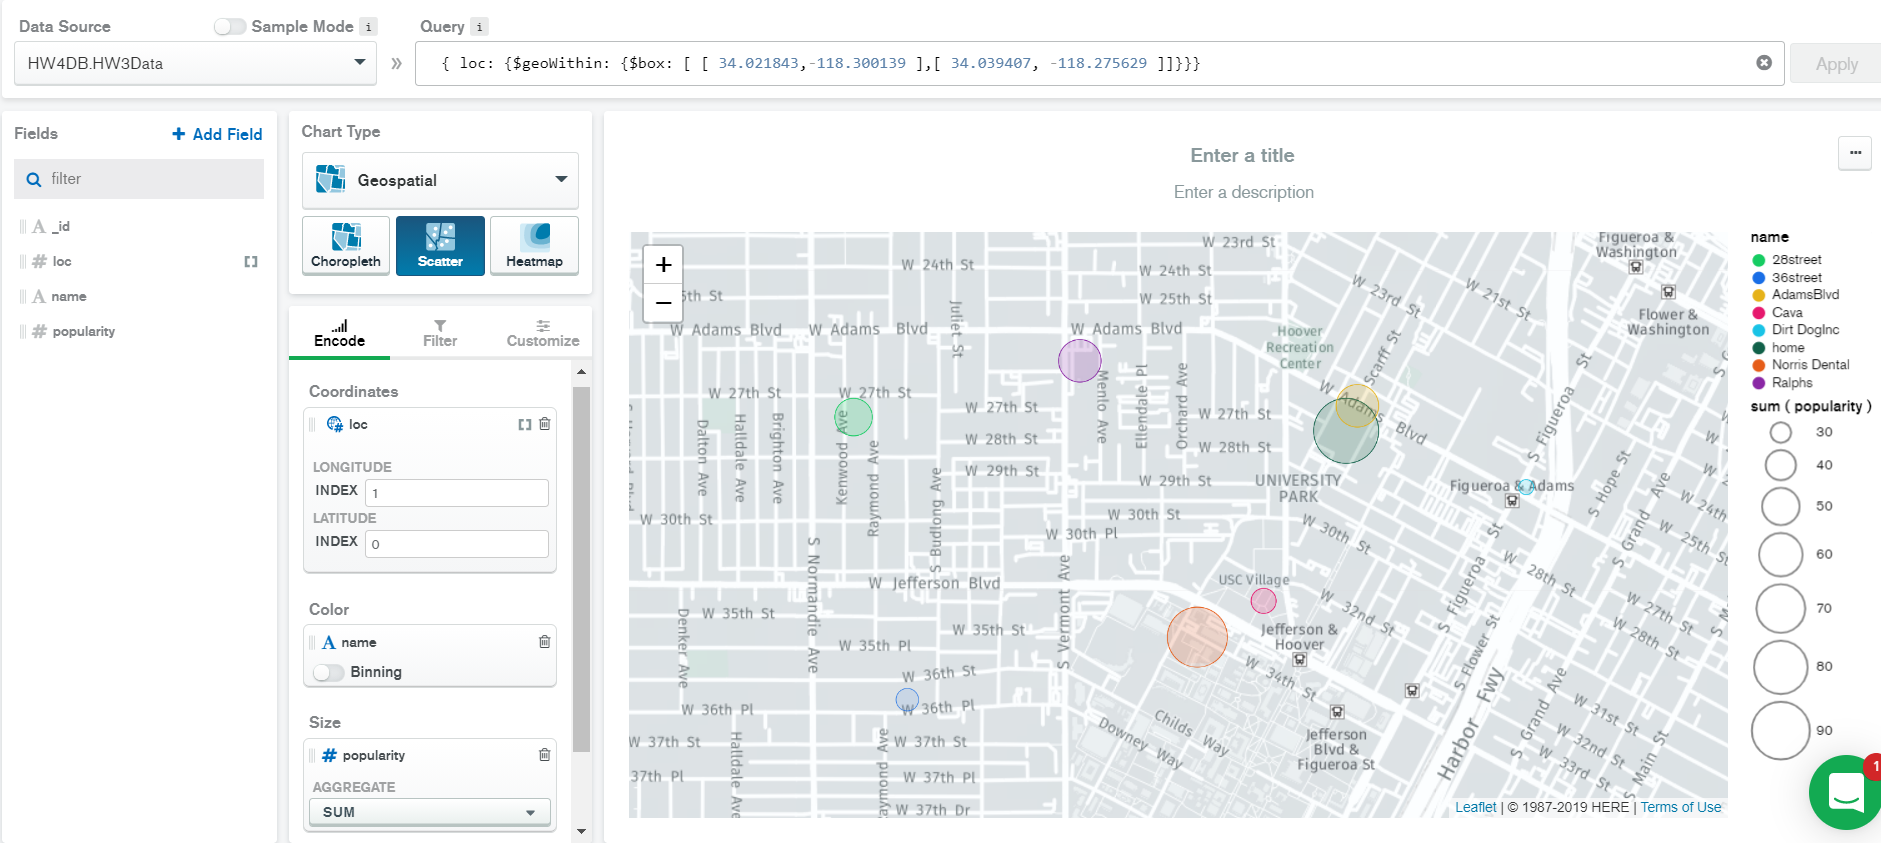 Data Source
Sample Mode i
Query i
HW4DB.HW3Data
»
{ loc: {$geoWithin: {$box: [ [ 34.021843,-118.300139 ],[ 34.039407, -118.275629 ]]}}}
Apply
Fields
+ Add Field
filter
A _id
# loc []
A name
# popularity
Chart Type
Geospatial
Choropleth
Scatter
Heatmap
Encode
Filter
Customize
Coordinates
loc []
LONGITUDE
INDEX 1
LATITUDE
INDEX 0
Color
A name
Binning
Size
# popularity
AGGREGATE
SUM
Enter a title
Enter a description
...
+
−
W 23rd St
W 24th St
W 24th St
5th St
W 25th St
Juliet St
W Adams Blvd
W Adams Blvd
W Adams Blvd
Hoover
Recreation
Center
Scarff St
W 23rd St
W 21st St
Figueroa &
Washington
Flower &
Washington
W 27th St
W 27th St
W 27th St
W 27th St
Mento Ave
Ellendale Pl
Orchard Ave
W Adams Blvd
S Figueroa St
Dalton Ave
Halldale Ave
Brighton Ave
Kenwood Ave
Raymond Ave
W 28th St
W 28th St
W 29th St
W 29th St
S Budlong Ave
UNIVERSITY
PARK
Figueroa & Adams
S Hope St
S Grand Ave
W 24th St
W 25th St
W 30th St
W 30th St
W 30th Pl
W 30th St
S Normandie Ave
S Vermont Ave
W Jefferson Blvd
USC Village
W 32nd St
S Figueroa St
W 28th St
W 27th St
W 28th St
Denker Ave
W 35th St
W 35th St
W 35th Pl
Jefferson &
Hoover
W 34th St
S Flower St
W 36th St
W 36th Pl
W 36th Pl
Childs Way
Downey Way
Harbor Fwy
S Grand Ave
W 31st St
W 32nd St
W 33rd St
S Main St
W 37th St
W 37th St
37th Pl
W 37th Pl
W 37th Dr
Halldale Ave
aymond Ave
Jefferson
Blvd &
Figueroa St
Leaflet | © 1987-2019 HERE | Terms of Use
name
28street
36street
AdamsBlvd
Cava
Dirt DogInc
home
Norris Dental
Ralphs
sum ( popularity )
30
40
50
60
70
80
90
1